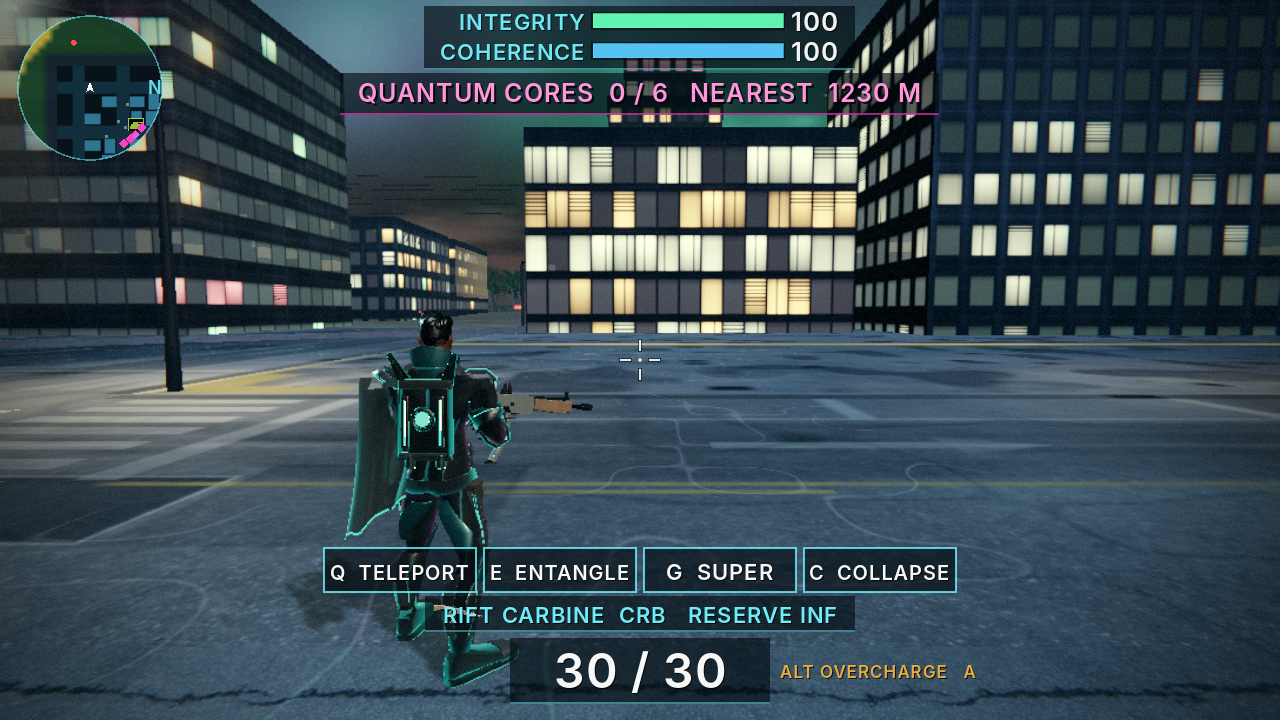 INTEGRITY 100
COHERENCE 100
QUANTUM CORES 0 / 6 NEAREST 1230 M
N
Q TELEPORT E ENTANGLE G SUPER C COLLAPSE
RIFT CARBINE CRB RESERVE INF
30 / 30
ALT OVERCHARGE A